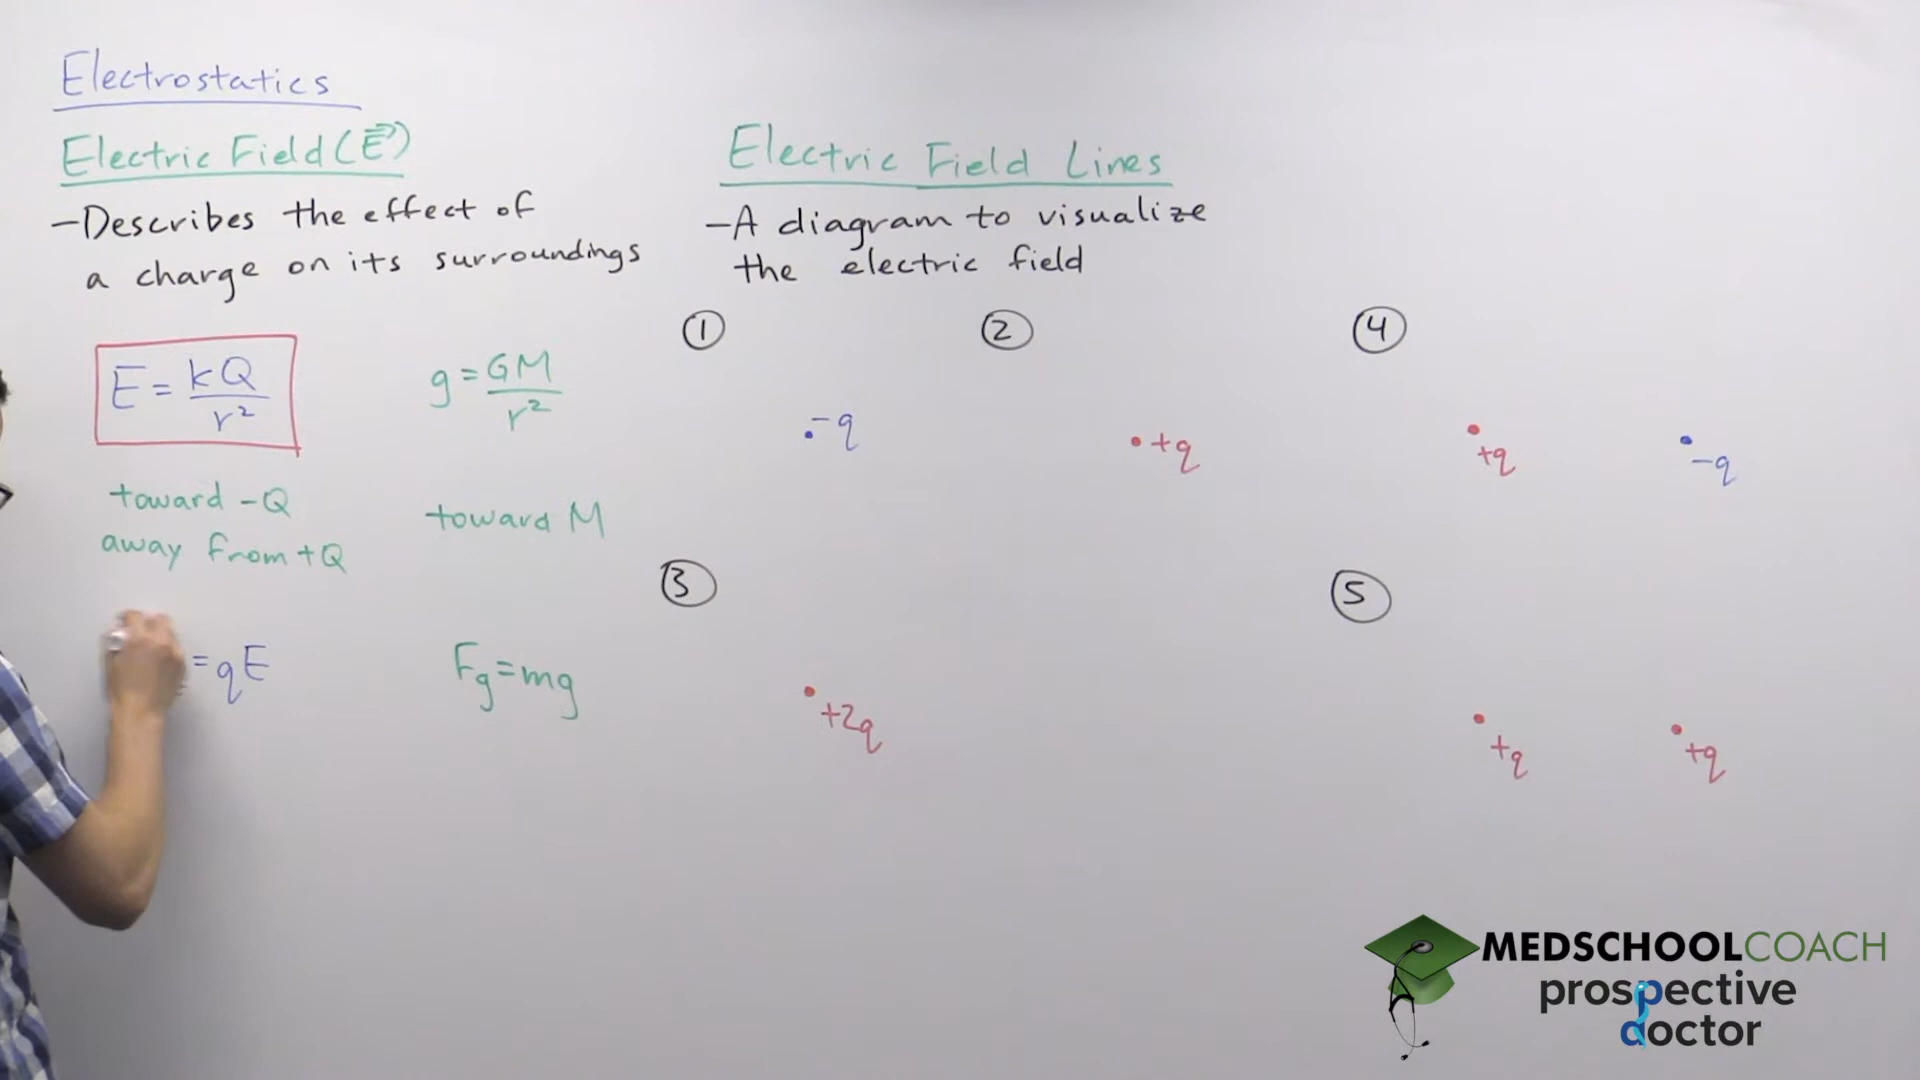 Electrostatics
Electric Field (E⃗)
-Describes the effect of
a charge on its surroundings
E = kQ/r²
g = GM/r²
toward -Q
away from +Q
toward M
= qE
Fg = mg
Electric Field Lines
-A diagram to visualize
the electric field
1
2
4
-q
+q
+q
-q
3
5
+2q
+q
+q
MEDSCHOOLCOACH
prospective
doctor